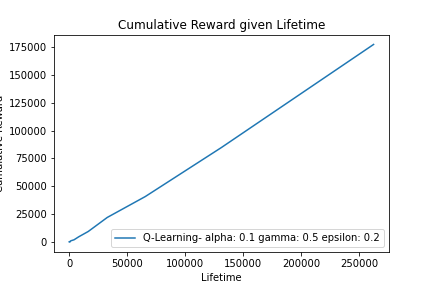 Cumulative Reward given Lifetime
175000
150000
125000
100000
75000
50000
25000
0
Cumulative Reward
Q-Learning- alpha: 0.1 gamma: 0.5 epsilon: 0.2
0 50000 100000 150000 200000 250000
Lifetime